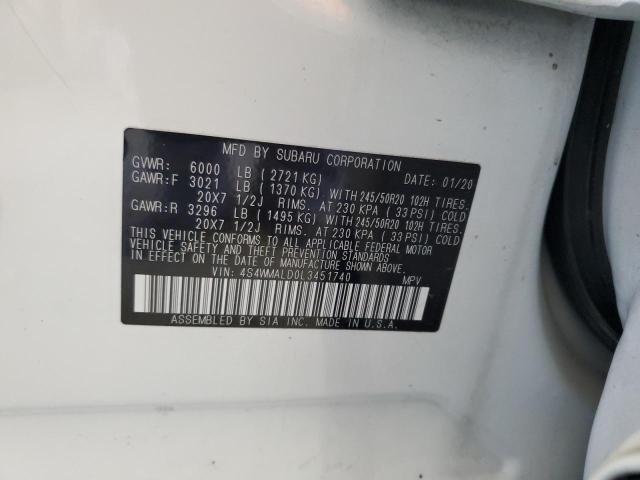 MFD BY SUBARU CORPORATION
GVWR: 6000 LB (2721 KG) DATE: 01/20
GAWR:F 3021 LB (1370 KG) WITH 245/50R20 102H TIRES.
20X7 1/2J RIMS. AT 230 KPA (33 PSI) COLD
GAWR:R 3296 LB (1495 KG) WITH 245/50R20 102H TIRES.
20X7 1/2J RIMS. AT 230 KPA (33 PSI) COLD
THIS VEHICLE CONFORMS TO ALL APPLICABLE FEDERAL MOTOR
VEHICLE SAFETY AND THEFT PREVENTION STANDARDS IN EFFECT ON THE
DATE OF MANUFACTURE SHOWN ABOVE.
VIN: 4S4WMALD0L3451740 MPV
ASSEMBLED BY SIA INC. MADE IN U.S.A.